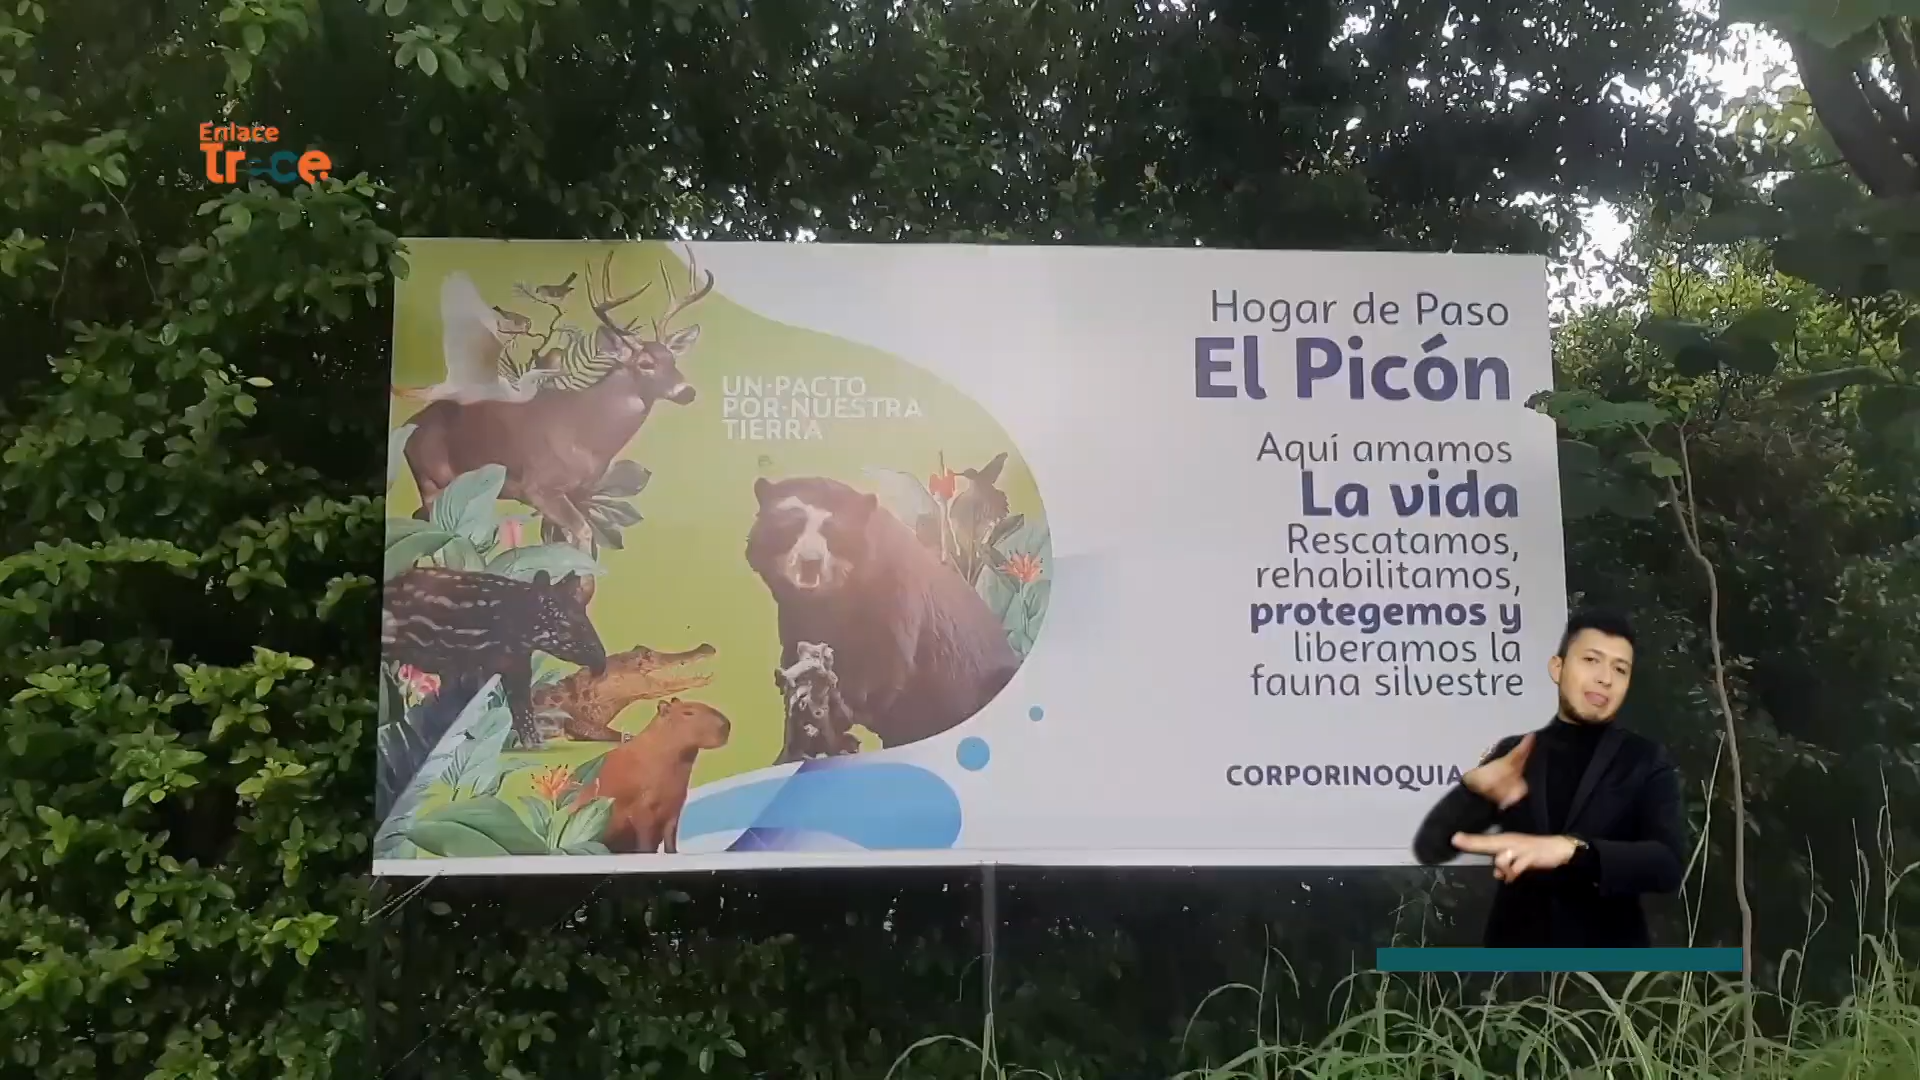 Enlace
Trece
Hogar de Paso
El Picón
UN·PACTO
POR·NUESTRA
TIERRA
Aquí amamos
La vida
Rescatamos,
rehabilitamos,
protegemos y
liberamos la
fauna silvestre
CORPORINOQUIA